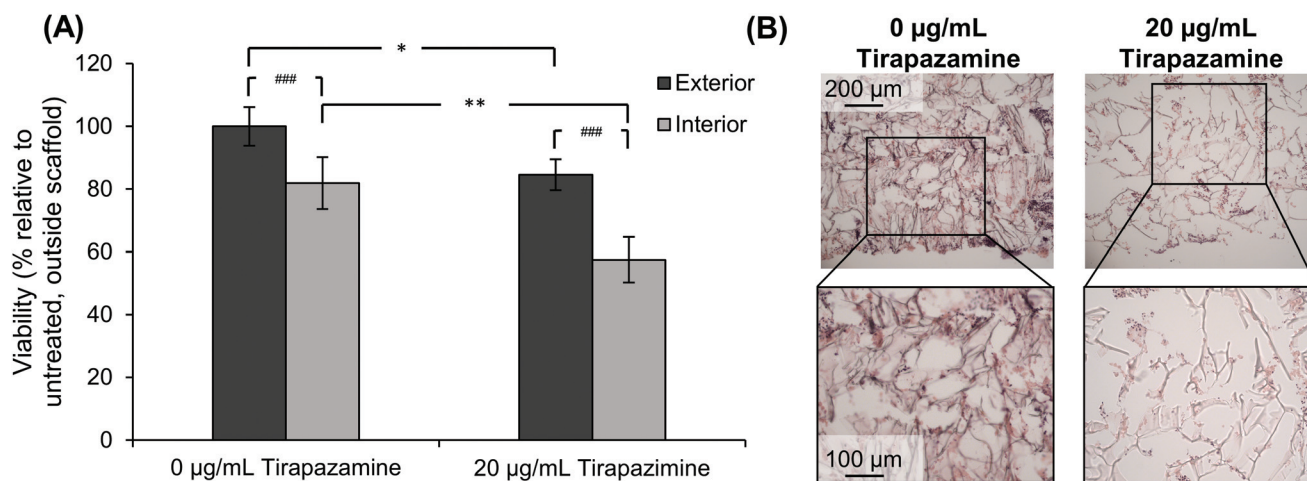 (A)
Viability (% relative to
untreated, outside scaffold)
120
100
80
60
40
20
0
*
###
**
###
Exterior
Interior
0 µg/mL Tirapazamine
20 µg/mL Tirapazimine
(B)
0 µg/mL
Tirapazamine
20 µg/mL
Tirapazamine
200 µm
100 µm